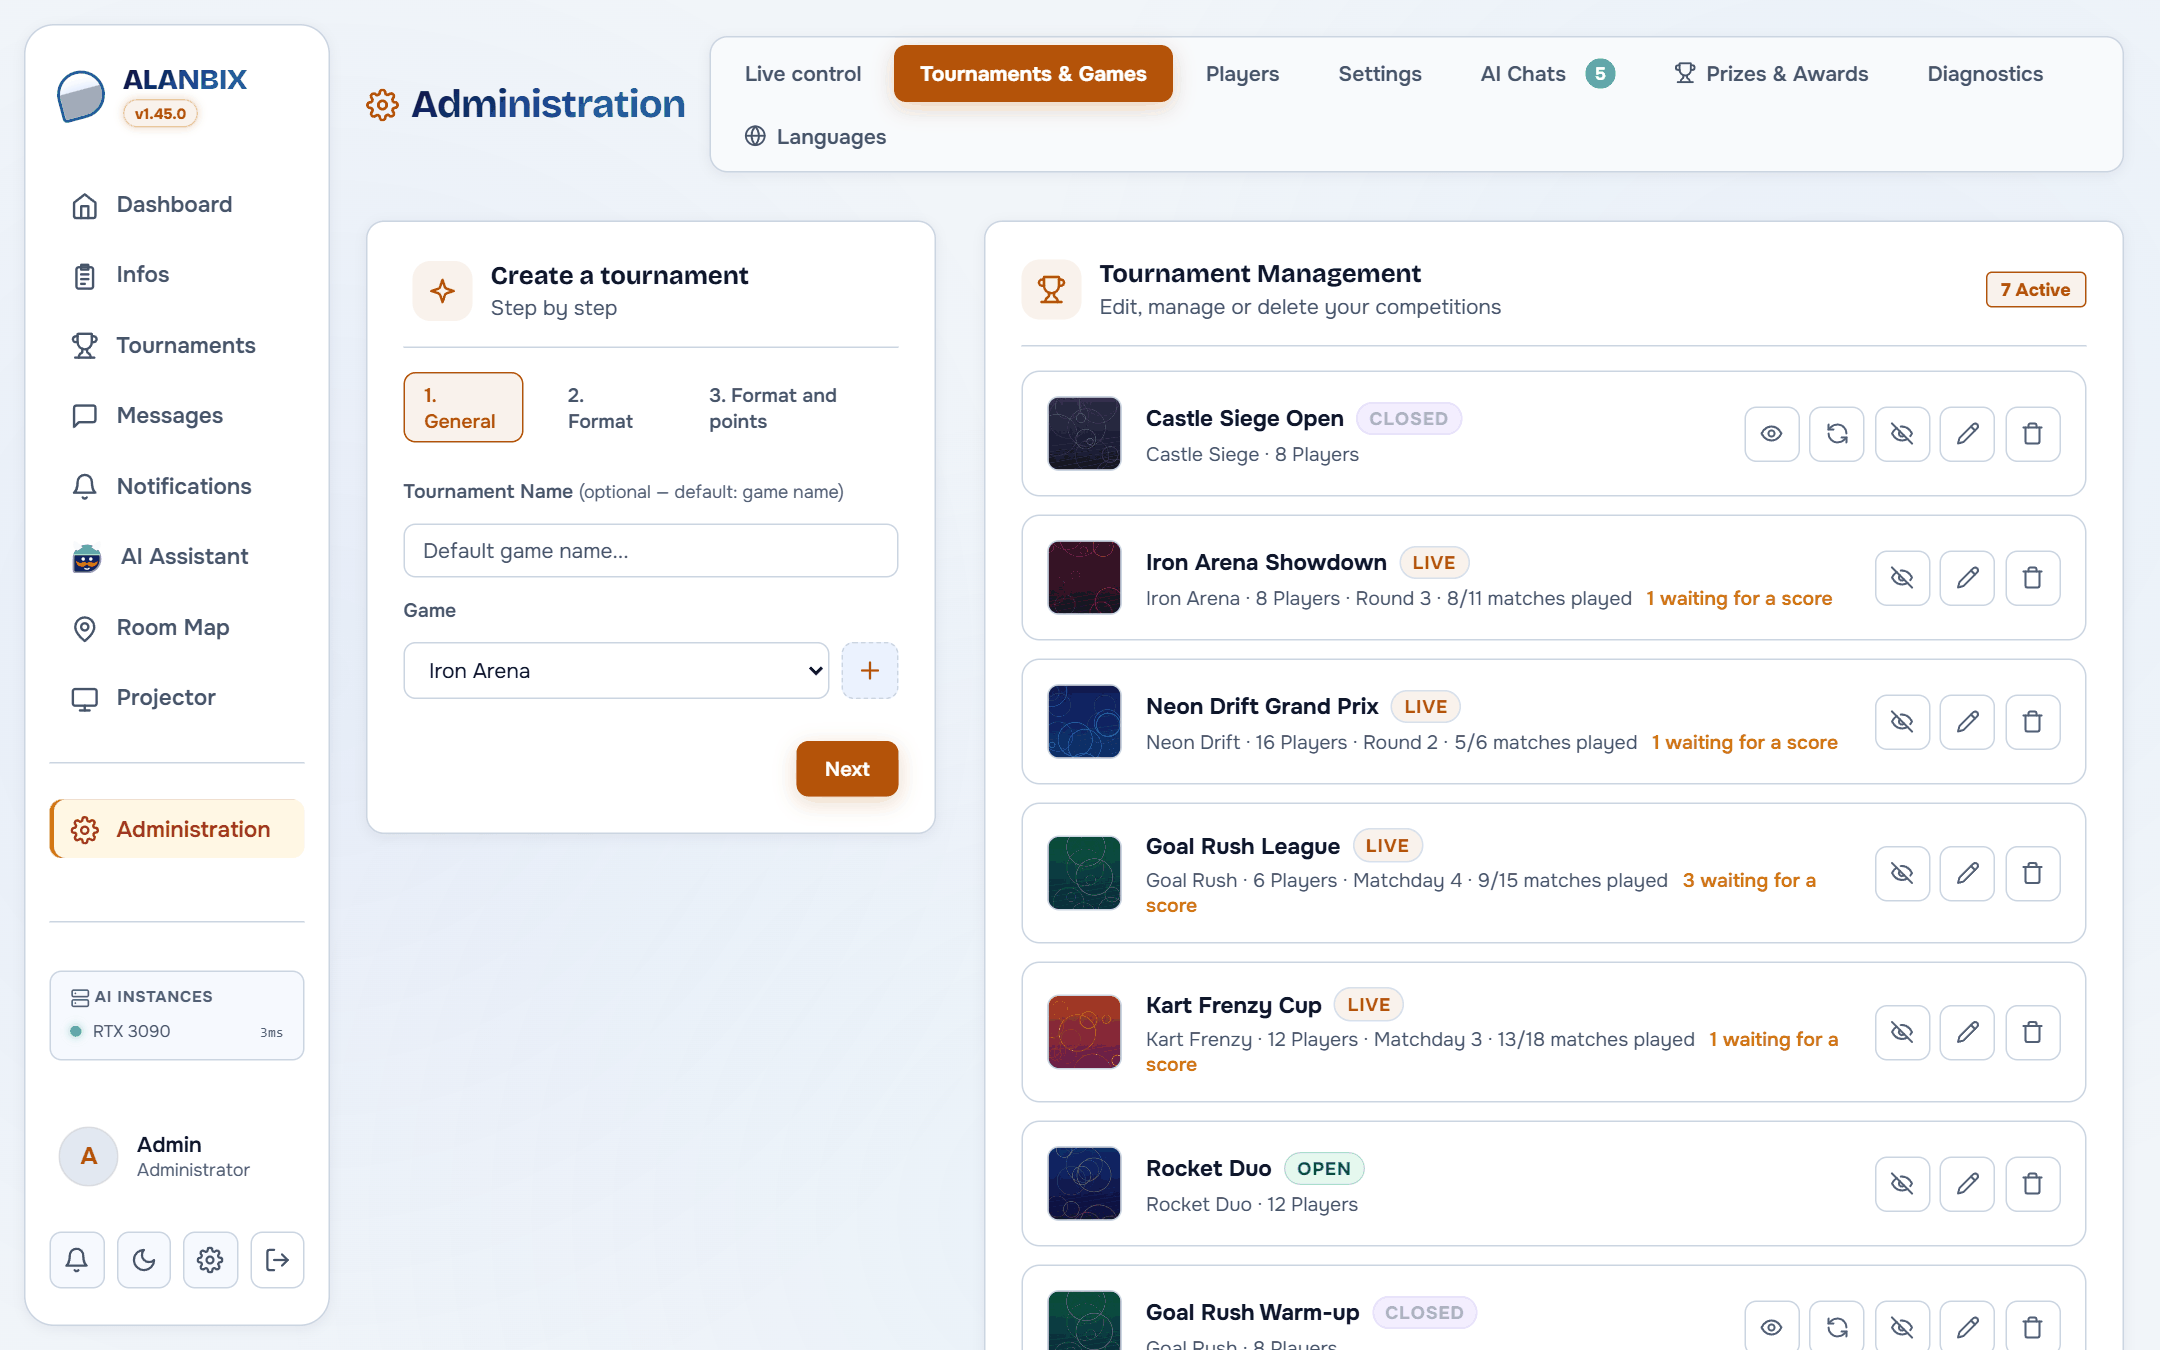 ALANBIX
v1.45.0
Dashboard
Infos
Tournaments
Messages
Notifications
AI Assistant
Room Map
Projector
Administration
AI INSTANCES
RTX 3090 3ms
A
Admin
Administrator
Administration
Live control
Tournaments & Games
Players
Settings
AI Chats 5
Prizes & Awards
Diagnostics
Languages
Create a tournament
Step by step
1.
General
2.
Format
3. Format and
points
Tournament Name (optional — default: game name)
Default game name...
Game
Iron Arena
Next
Tournament Management
Edit, manage or delete your competitions
7 Active
Castle Siege Open CLOSED
Castle Siege · 8 Players
Iron Arena Showdown LIVE
Iron Arena · 8 Players · Round 3 · 8/11 matches played 1 waiting for a score
Neon Drift Grand Prix LIVE
Neon Drift · 16 Players · Round 2 · 5/6 matches played 1 waiting for a score
Goal Rush League LIVE
Goal Rush · 6 Players · Matchday 4 · 9/15 matches played 3 waiting for a
score
Kart Frenzy Cup LIVE
Kart Frenzy · 12 Players · Matchday 3 · 13/18 matches played 1 waiting for a
score
Rocket Duo OPEN
Rocket Duo · 12 Players
Goal Rush Warm-up CLOSED
Goal Rush · 8 Players